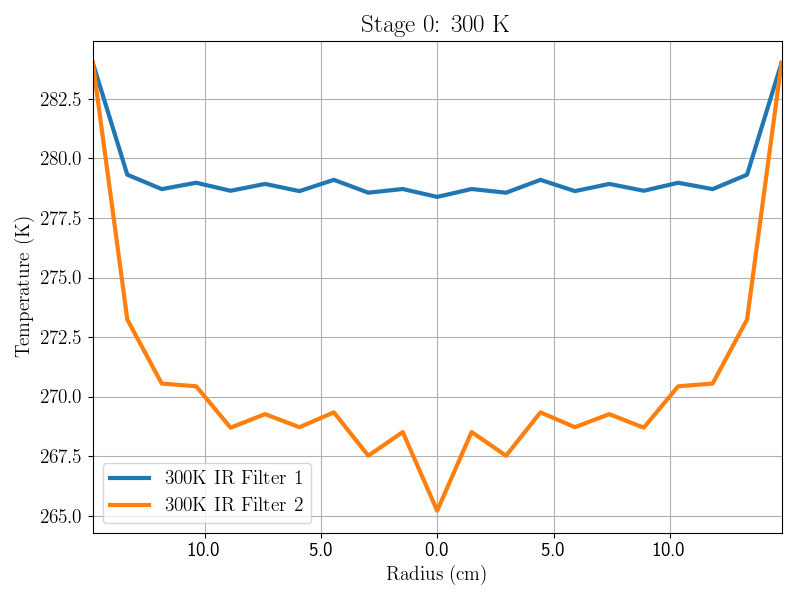 Stage 0: 300 K
Temperature (K)
282.5
280.0
277.5
275.0
272.5
270.0
267.5
265.0
300K IR Filter 1
300K IR Filter 2
10.0 5.0 0.0 5.0 10.0
Radius (cm)